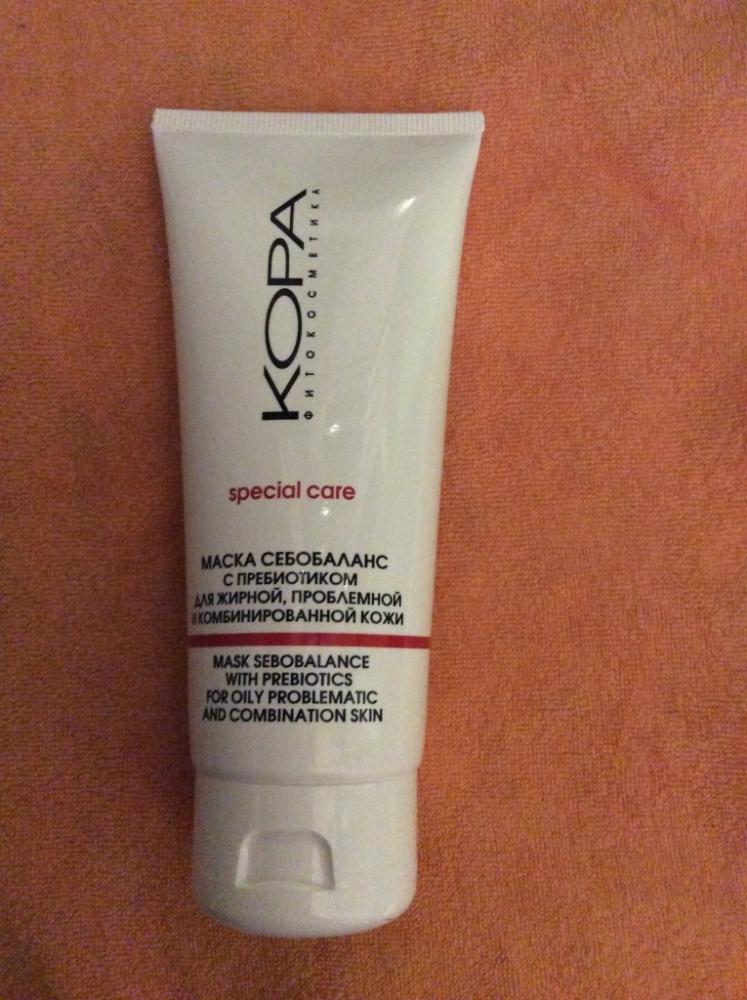 КОРА
ФИТОКОСМЕТИКА
special care
МАСКА СЕБОБАЛАНС
С ПРЕБИОТИКОМ
ДЛЯ ЖИРНОЙ, ПРОБЛЕМНОЙ
И КОМБИНИРОВАННОЙ КОЖИ
MASK SEBOBALANCE
WITH PREBIOTICS
FOR OILY PROBLEMATIC
AND COMBINATION SKIN